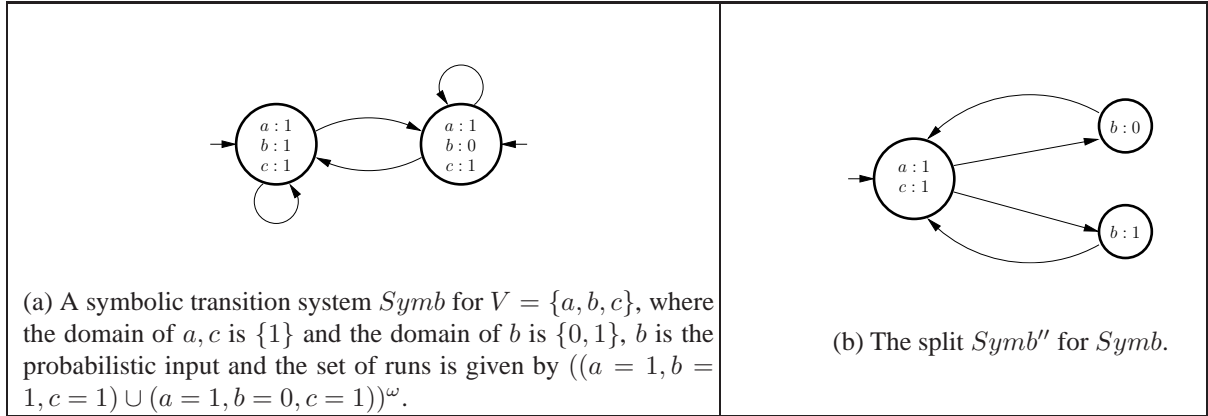 a : 1
b : 1
c : 1
a : 1
b : 0
c : 1
(a) A symbolic transition system Symb for V = {a, b, c}, where
the domain of a, c is {1} and the domain of b is {0, 1}, b is the
probabilistic input and the set of runs is given by ((a = 1, b =
1, c = 1) ∪ (a = 1, b = 0, c = 1))^ω.
a : 1
c : 1
b : 0
b : 1
(b) The split Symb′′ for Symb.